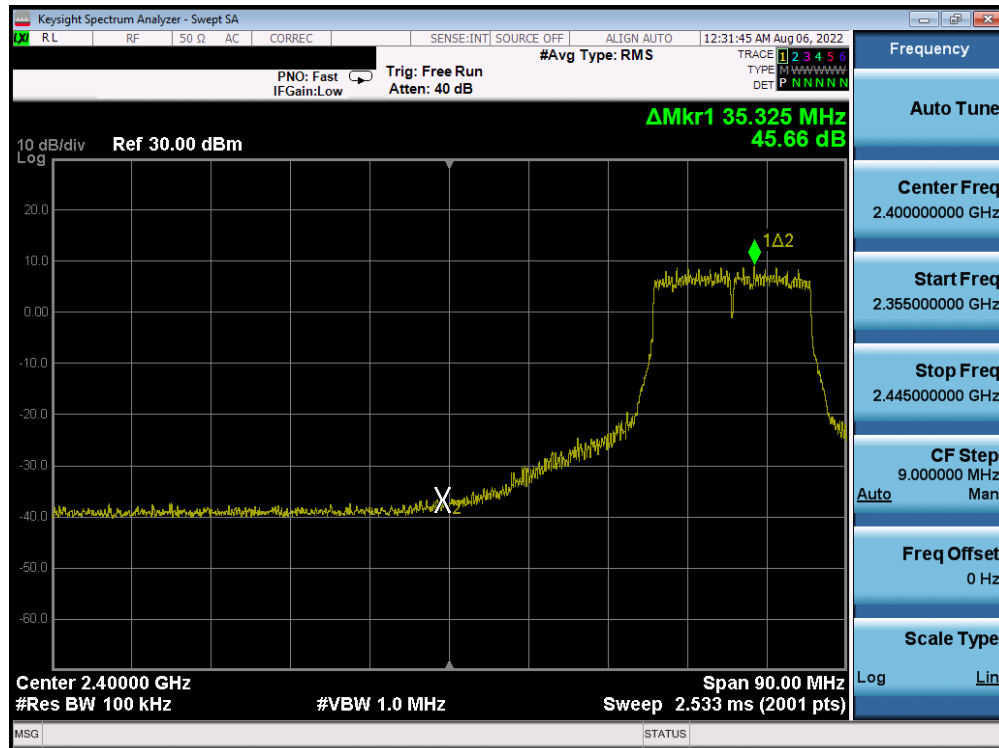 Keysight Spectrum Analyzer - Swept SA
LXI RL RF 50 Ω AC CORREC SENSE:INT SOURCE OFF ALIGN AUTO 12:31:45 AM Aug 06, 2022
#Avg Type: RMS
TRACE 1 2 3 4 5 6
TYPE M WWWWW
DET P N N N N N
PNO: Fast
IFGain:Low
Trig: Free Run
Atten: 40 dB
ΔMkr1 35.325 MHz
45.66 dB
10 dB/div Ref 30.00 dBm
Log
20.0
10.0
0.00
-10.0
-20.0
-30.0
-40.0
-50.0
-60.0
1Δ2
X2
Center 2.40000 GHz
Span 90.00 MHz
#Res BW 100 kHz
#VBW 1.0 MHz
Sweep 2.533 ms (2001 pts)
MSG
STATUS
Frequency
Auto Tune
Center Freq
2.400000000 GHz
Start Freq
2.355000000 GHz
Stop Freq
2.445000000 GHz
CF Step
9.000000 MHz
Auto Man
Freq Offset
0 Hz
Scale Type
Log Lin